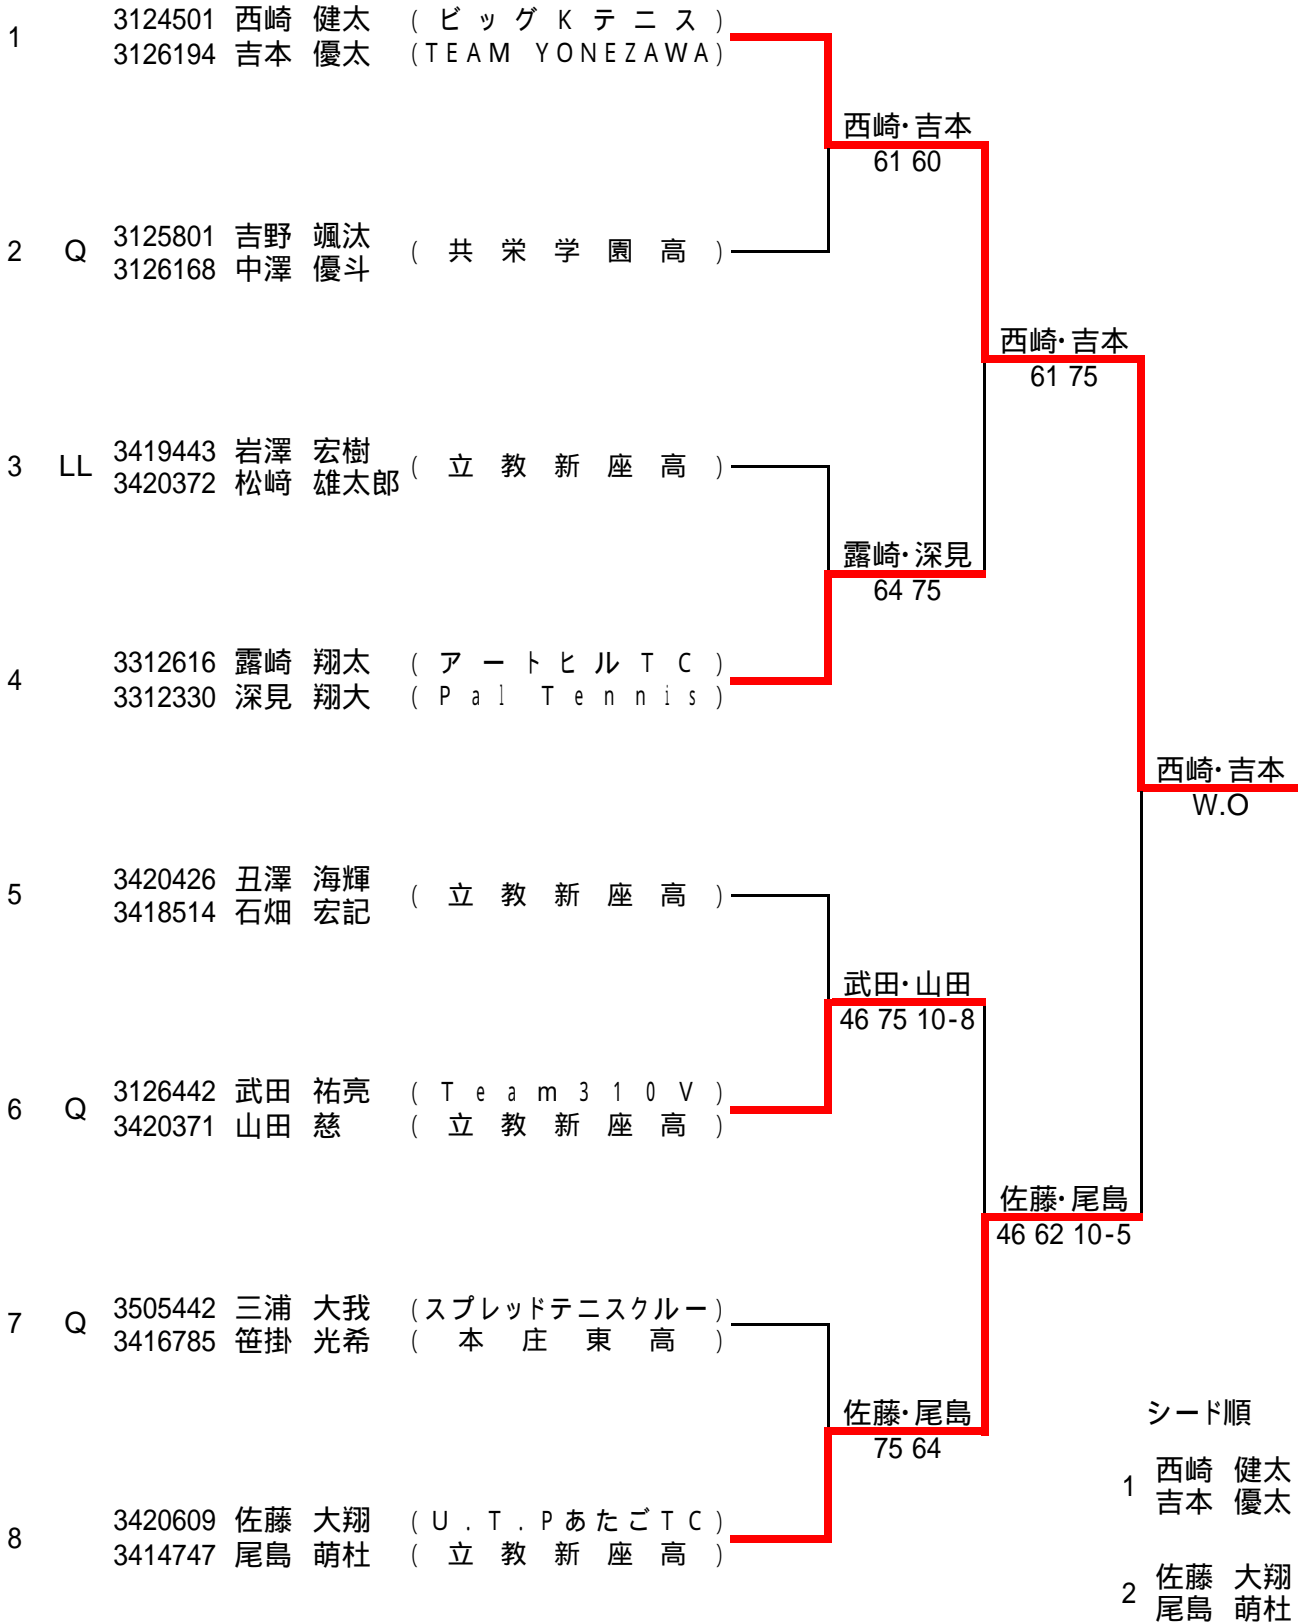 1 3124501 西崎 健太 (ビッグKテニス)
3126194 吉本 優太 (TEAM YONEZAWA)
西崎・吉本
61 60
2 Q 3125801 吉野 颯汰 (共栄学園高)
3126168 中澤 優斗
西崎・吉本
61 75
3 LL 3419443 岩澤 宏樹 (立教新座高)
3420372 松﨑 雄太郎
露崎・深見
64 75
4 3312616 露崎 翔太 (アートヒルTC)
3312330 深見 翔大 (Pal Tennis)
西崎・吉本
W.O
5 3420426 丑澤 海輝 (立教新座高)
3418514 石畑 宏記
武田・山田
46 75 10-8
6 Q 3126442 武田 祐亮 (Team310V)
3420371 山田 慈 (立教新座高)
佐藤・尾島
46 62 10-5
7 Q 3505442 三浦 大我 (スプレッドテニスクルー)
3416785 笹掛 光希 (本庄東高)
佐藤・尾島
75 64
8 3420609 佐藤 大翔 (U.T.PあたごTC)
3414747 尾島 萌杜 (立教新座高)
シード順
1 西崎 健太
吉本 優太
2 佐藤 大翔
尾島 萌杜